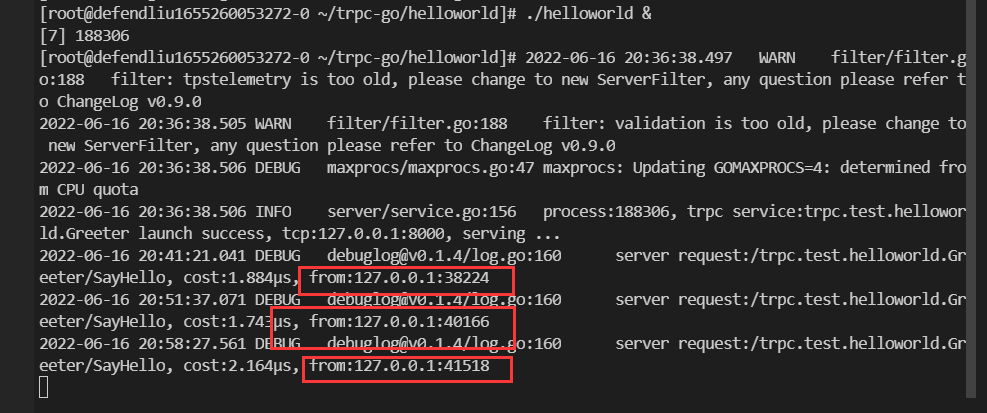 [root@defendliu1655260053272-0 ~/trpc-go/helloworld]# ./helloworld &
[7] 188306
[root@defendliu1655260053272-0 ~/trpc-go/helloworld]# 2022-06-16 20:36:38.497   WARN    filter/filter.g
o:188   filter: tpstelemetry is too old, please change to new ServerFilter, any question please refer t
o ChangeLog v0.9.0
2022-06-16 20:36:38.505 WARN    filter/filter.go:188    filter: validation is too old, please change to
 new ServerFilter, any question please refer to ChangeLog v0.9.0
2022-06-16 20:36:38.506 DEBUG   maxprocs/maxprocs.go:47 maxprocs: Updating GOMAXPROCS=4: determined fro
m CPU quota
2022-06-16 20:36:38.506 INFO    server/service.go:156   process:188306, trpc service:trpc.test.hellowor
ld.Greeter launch success, tcp:127.0.0.1:8000, serving ...
2022-06-16 20:41:21.041 DEBUG   debuglog@v0.1.4/log.go:160      server request:/trpc.test.helloworld.Gr
eeter/SayHello, cost:1.884µs, from:127.0.0.1:38224
2022-06-16 20:51:37.071 DEBUG   debuglog@v0.1.4/log.go:160      server request:/trpc.test.helloworld.Gr
eeter/SayHello, cost:1.743µs, from:127.0.0.1:40166
2022-06-16 20:58:27.561 DEBUG   debuglog@v0.1.4/log.go:160      server request:/trpc.test.helloworld.Gr
eeter/SayHello, cost:2.164µs, from:127.0.0.1:41518